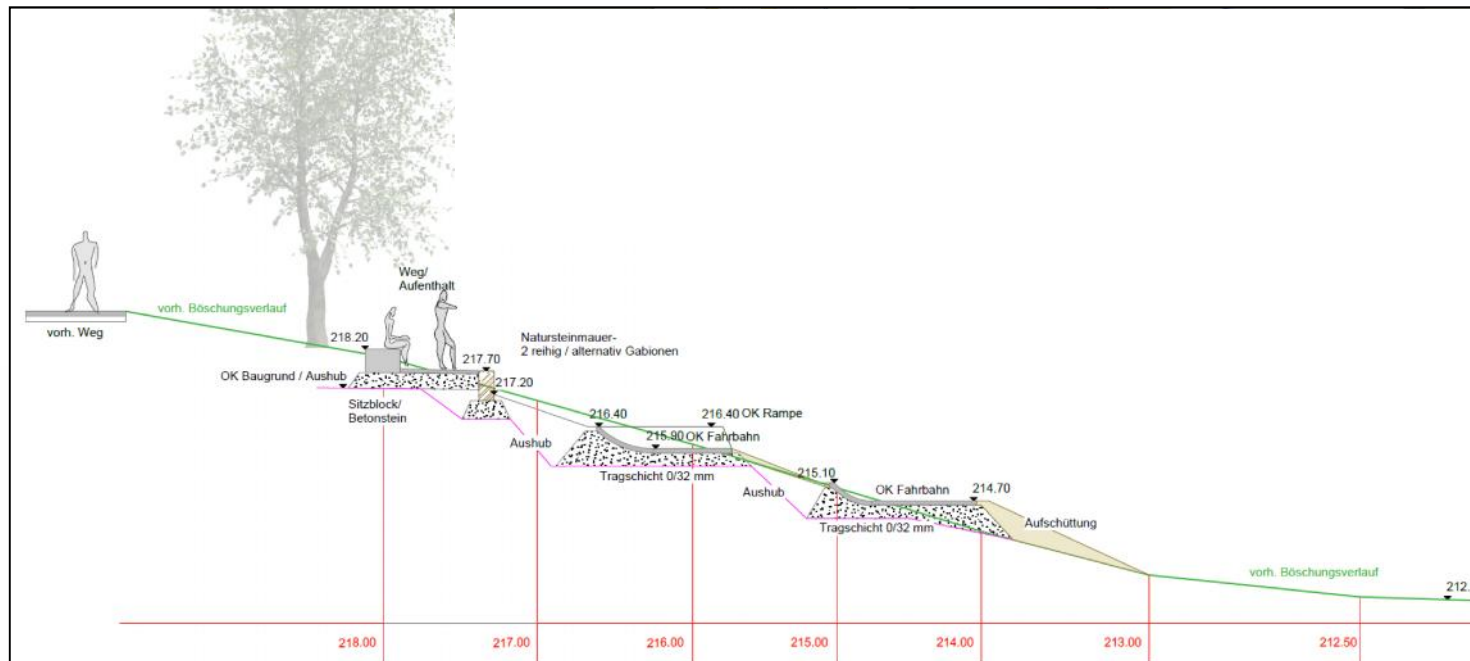 Weg/
Aufenthalt
vorh. Böschungsverlauf
vorh. Weg
218.20
217.70
Natursteinmauer-
2 reihig / alternativ Gabionen
OK Baugrund / Aushub
217.20
Sitzblock/
Betonstein
216.40
216.40
OK Rampe
Aushub
215.90
OK Fahrbahn
Tragschicht 0/32 mm
215.10
OK Fahrbahn
214.70
Aushub
Tragschicht 0/32 mm
Aufschüttung
vorh. Böschungsverlauf
212.
218.00
217.00
216.00
215.00
214.00
213.00
212.50